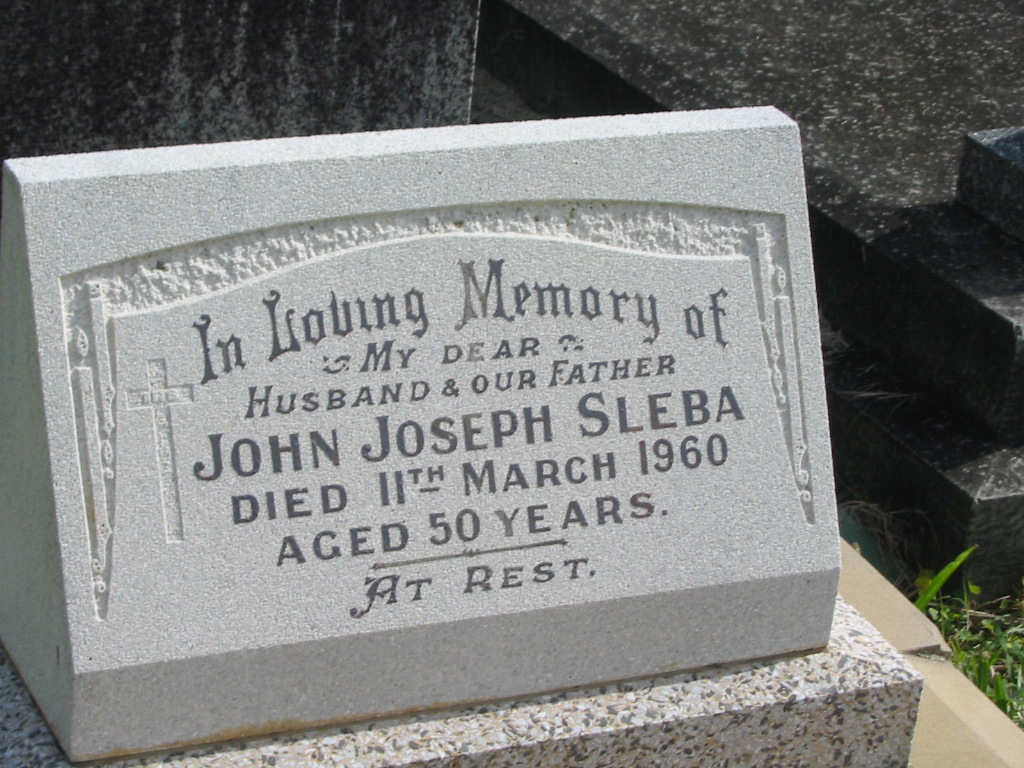 In Loving Memory of
My dear
Husband & our Father
John Joseph Sleba
Died 11th March 1960
Aged 50 Years.
At Rest.